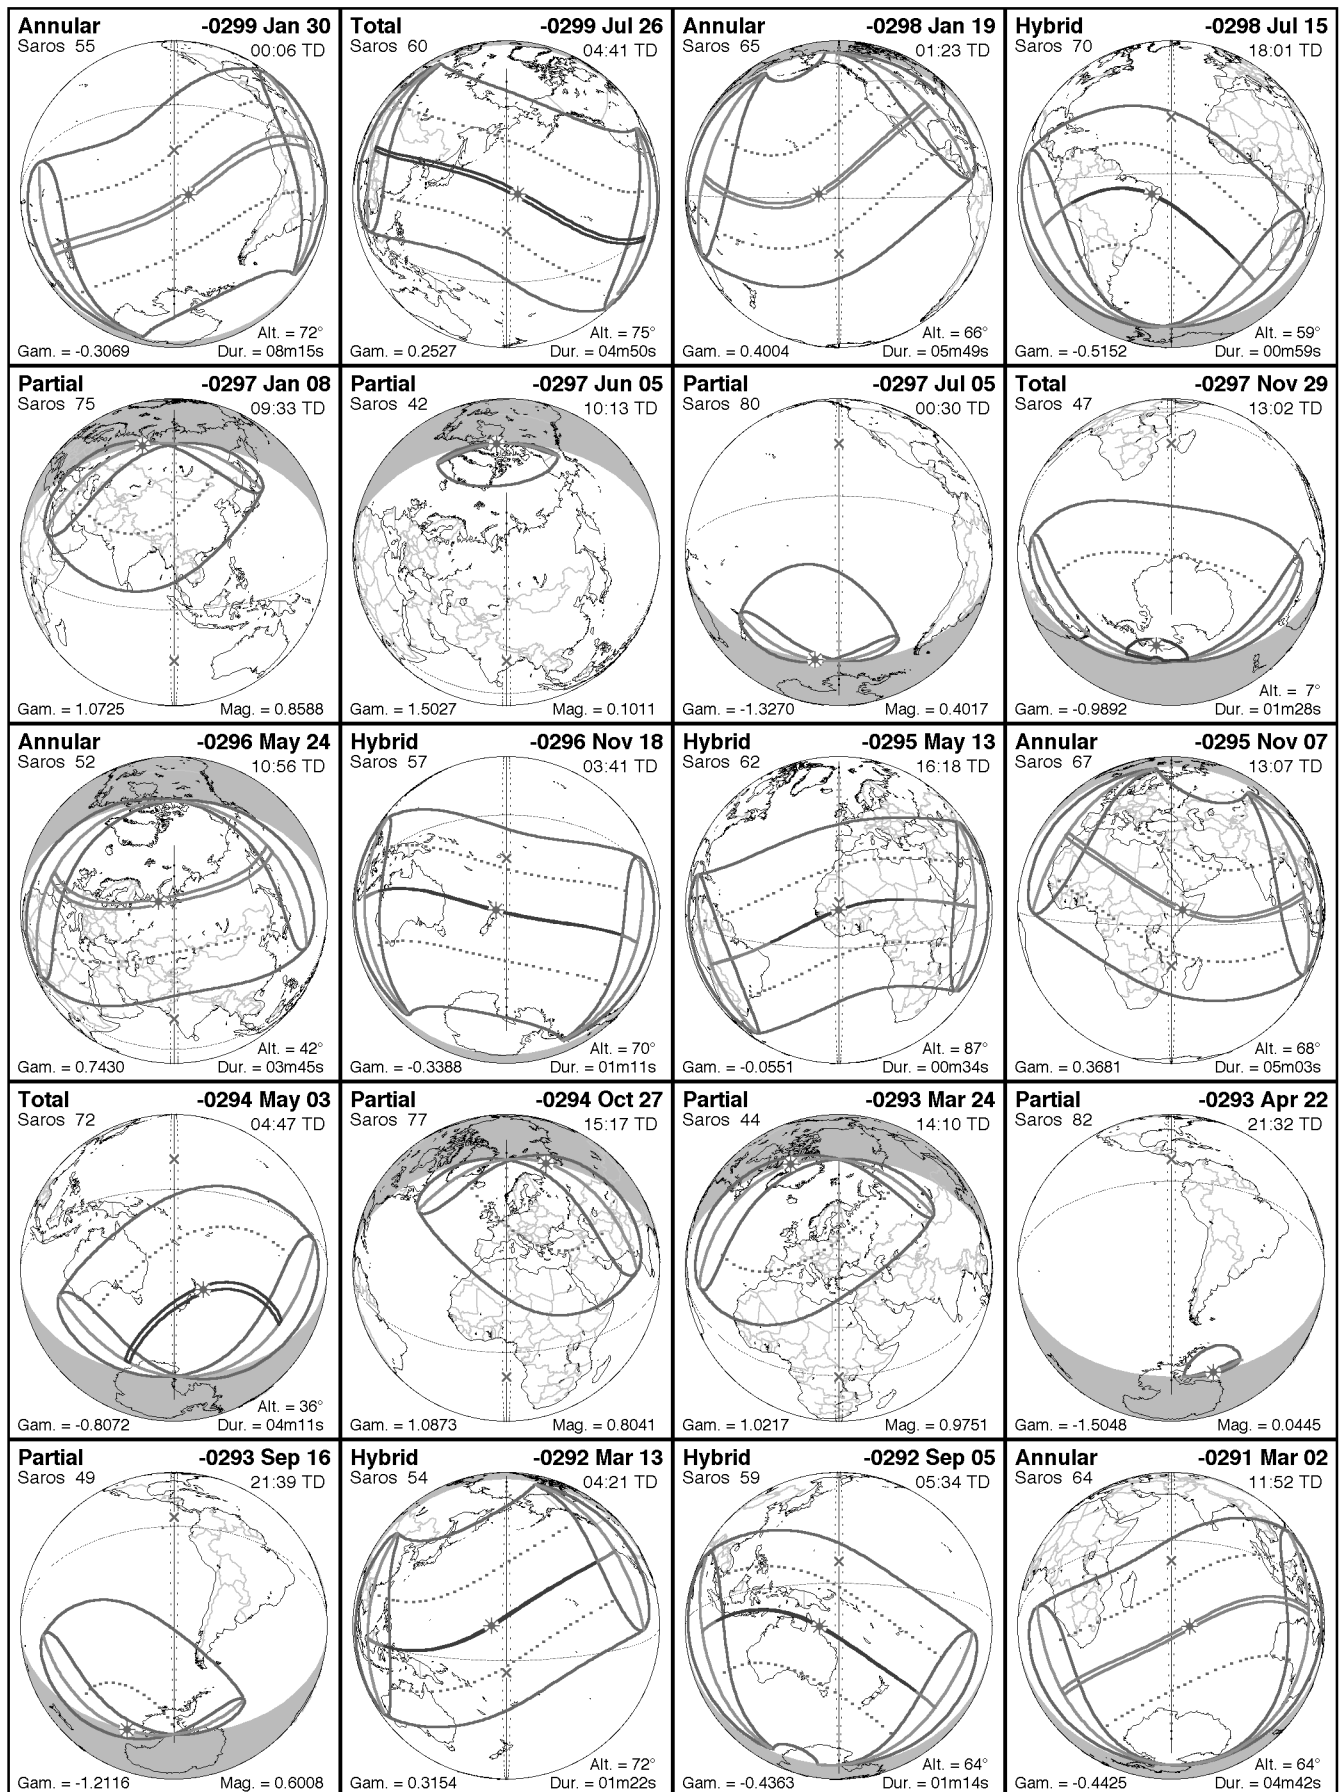 Annular -0299 Jan 30
Saros 55 00:06 TD
Alt. = 72°
Gam. = -0.3069 Dur. = 08m15s
Total -0299 Jul 26
Saros 60 04:41 TD
Alt. = 75°
Gam. = 0.2527 Dur. = 04m50s
Annular -0298 Jan 19
Saros 65 01:23 TD
Alt. = 66°
Gam. = 0.4004 Dur. = 05m49s
Hybrid -0298 Jul 15
Saros 70 18:01 TD
Alt. = 59°
Gam. = -0.5152 Dur. = 00m59s
Partial -0297 Jan 08
Saros 75 09:33 TD
Gam. = 1.0725 Mag. = 0.8588
Partial -0297 Jun 05
Saros 42 10:13 TD
Gam. = 1.5027 Mag. = 0.1011
Partial -0297 Jul 05
Saros 80 00:30 TD
Gam. = -1.3270 Mag. = 0.4017
Total -0297 Nov 29
Saros 47 13:02 TD
Alt. = 7°
Gam. = -0.9892 Dur. = 01m28s
Annular -0296 May 24
Saros 52 10:56 TD
Alt. = 42°
Gam. = 0.7430 Dur. = 03m45s
Hybrid -0296 Nov 18
Saros 57 03:41 TD
Alt. = 70°
Gam. = -0.3388 Dur. = 01m11s
Hybrid -0295 May 13
Saros 62 16:18 TD
Alt. = 87°
Gam. = -0.0551 Dur. = 00m34s
Annular -0295 Nov 07
Saros 67 13:07 TD
Alt. = 68°
Gam. = 0.3681 Dur. = 05m03s
Total -0294 May 03
Saros 72 04:47 TD
Alt. = 36°
Gam. = -0.8072 Dur. = 04m11s
Partial -0294 Oct 27
Saros 77 15:17 TD
Gam. = 1.0873 Mag. = 0.8041
Partial -0293 Mar 24
Saros 44 14:10 TD
Gam. = 1.0217 Mag. = 0.9751
Partial -0293 Apr 22
Saros 82 21:32 TD
Gam. = -1.5048 Mag. = 0.0445
Partial -0293 Sep 16
Saros 49 21:39 TD
Gam. = -1.2116 Mag. = 0.6008
Hybrid -0292 Mar 13
Saros 54 04:21 TD
Alt. = 72°
Gam. = 0.3154 Dur. = 01m22s
Hybrid -0292 Sep 05
Saros 59 05:34 TD
Alt. = 64°
Gam. = -0.4363 Dur. = 01m14s
Annular -0291 Mar 02
Saros 64 11:52 TD
Alt. = 64°
Gam. = -0.4425 Dur. = 04m42s